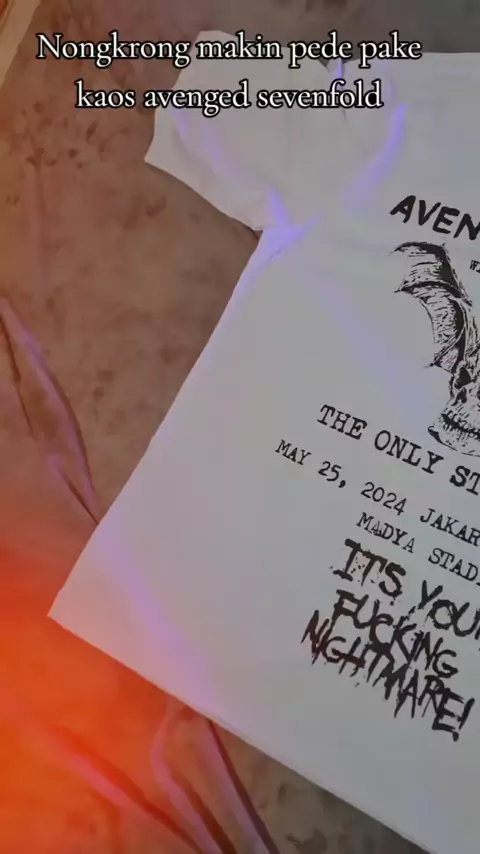 Nongkrong makin pede pake
kaos avenged sevenfold
AVEN
THE ONLY ST
MAY 25, 2024 JAKAR
MADYA STAD
IT'S YOUR
FUCKING
NIGHTMARE!